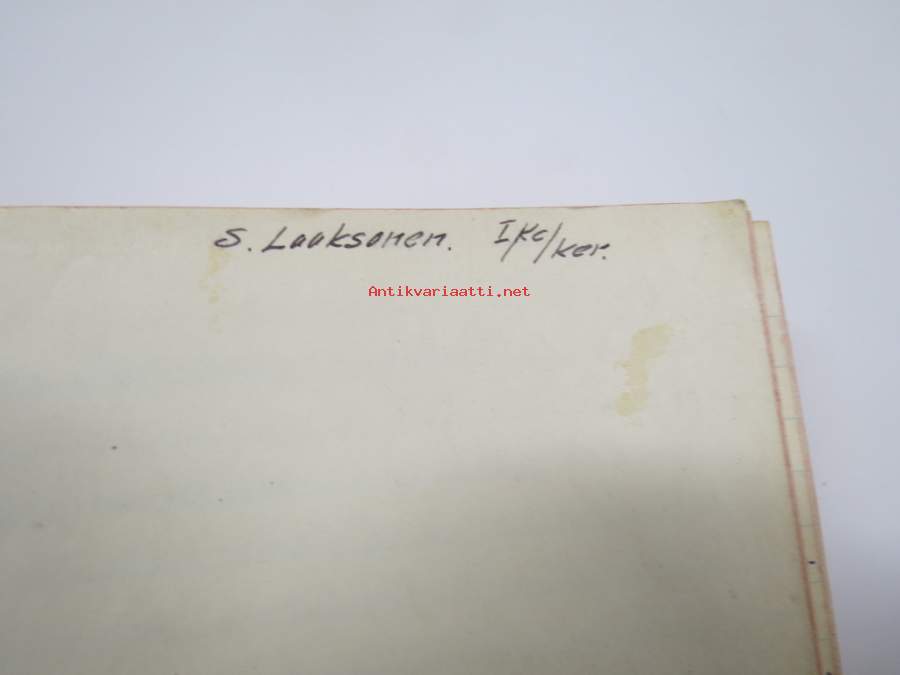 S. Laaksonen. I/Kc/ker.
Antikvariaatti.net